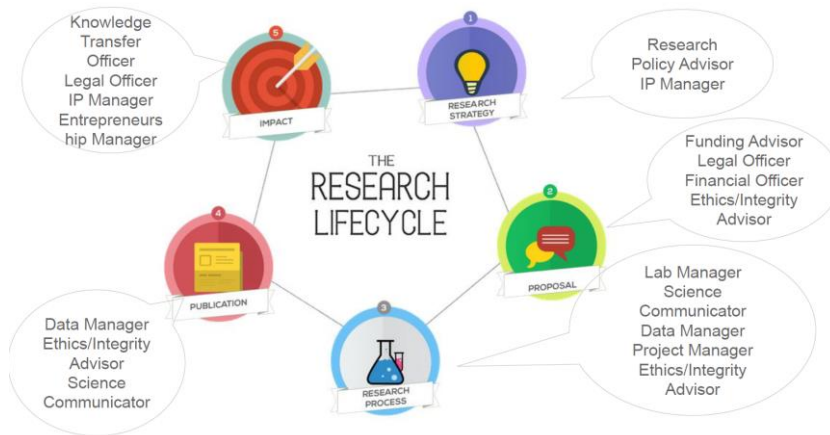 THE
RESEARCH
LIFECYCLE
1
RESEARCH
STRATEGY
Research
Policy Advisor
IP Manager
2
PROPOSAL
Funding Advisor
Legal Officer
Financial Officer
Ethics/Integrity
Advisor
3
RESEARCH
PROCESS
Lab Manager
Science
Communicator
Data Manager
Project Manager
Ethics/Integrity
Advisor
4
PUBLICATION
Data Manager
Ethics/Integrity
Advisor
Science
Communicator
5
IMPACT
Knowledge
Transfer
Officer
Legal Officer
IP Manager
Entrepreneurs
hip Manager